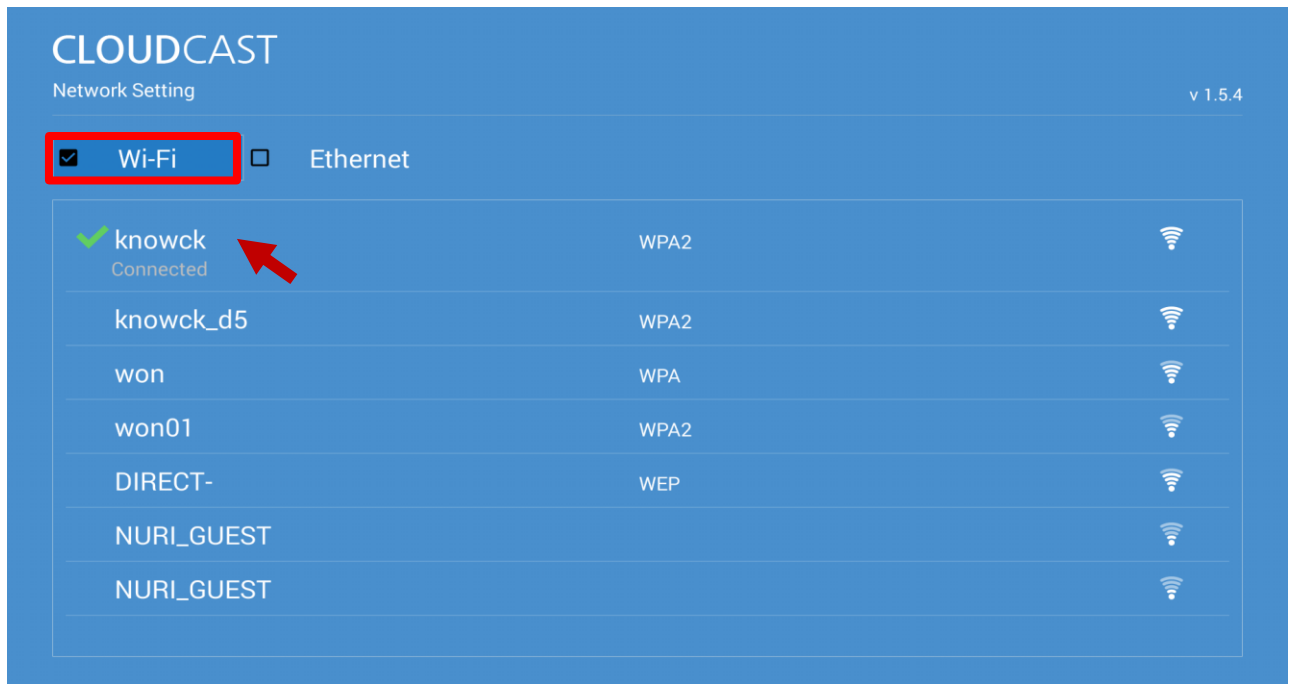 CLOUDCAST
Network Setting
v 1.5.4
Wi-Fi Ethernet
knowck WPA2
Connected
knowck_d5 WPA2
won WPA
won01 WPA2
DIRECT- WEP
NURI_GUEST
NURI_GUEST